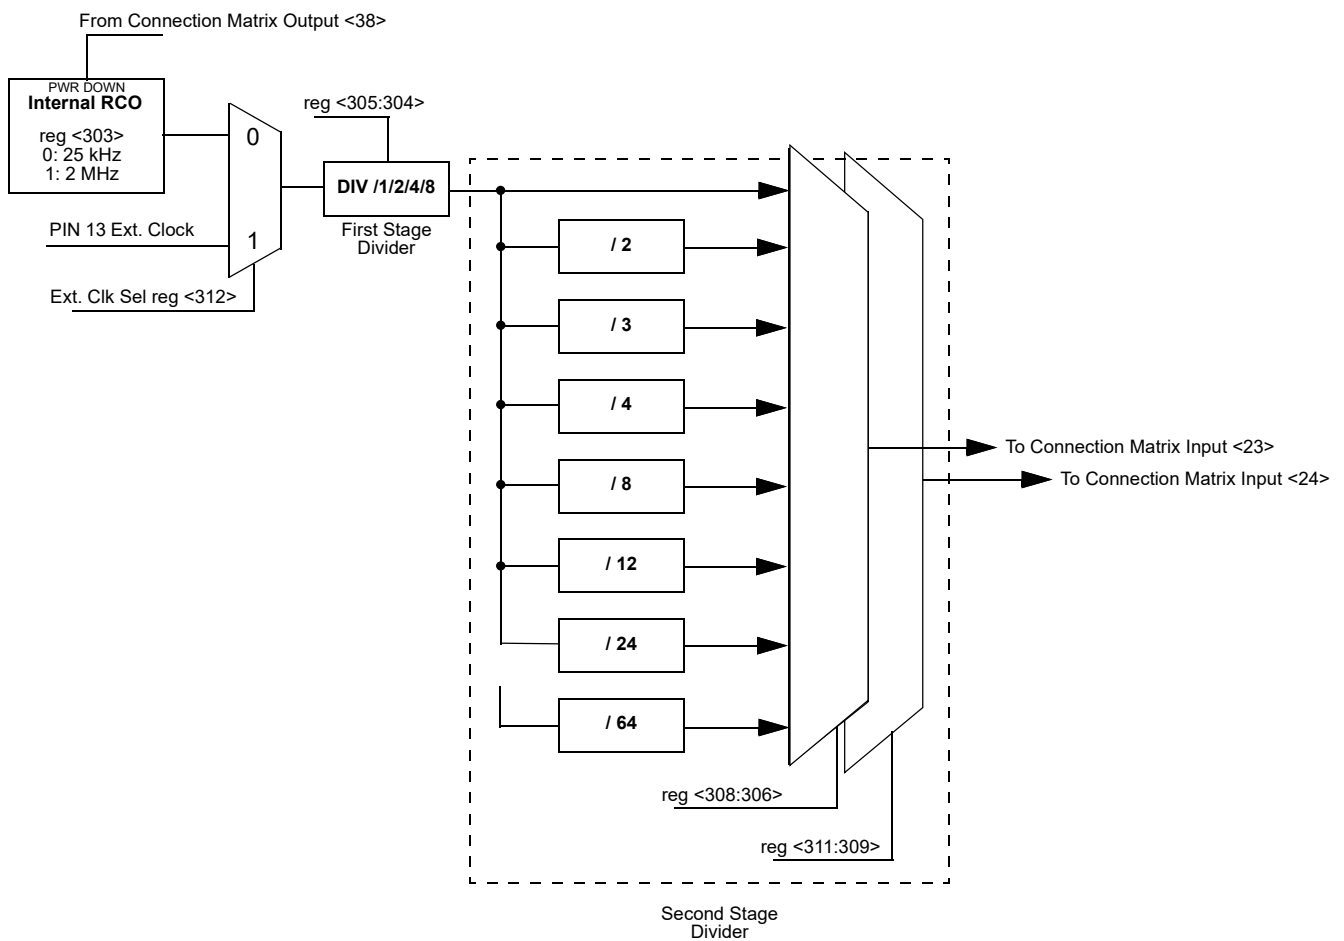 From Connection Matrix Output <38>
PWR DOWN
Internal RCO
reg <303>
0: 25 kHz
1: 2 MHz
0
reg <305:304>
DIV /1/2/4/8
First Stage
Divider
PIN 13 Ext. Clock
1
Ext. Clk Sel reg <312>
/ 2
/ 3
/ 4
/ 8
/ 12
/ 24
/ 64
To Connection Matrix Input <23>
To Connection Matrix Input <24>
reg <308:306>
reg <311:309>
Second Stage
Divider